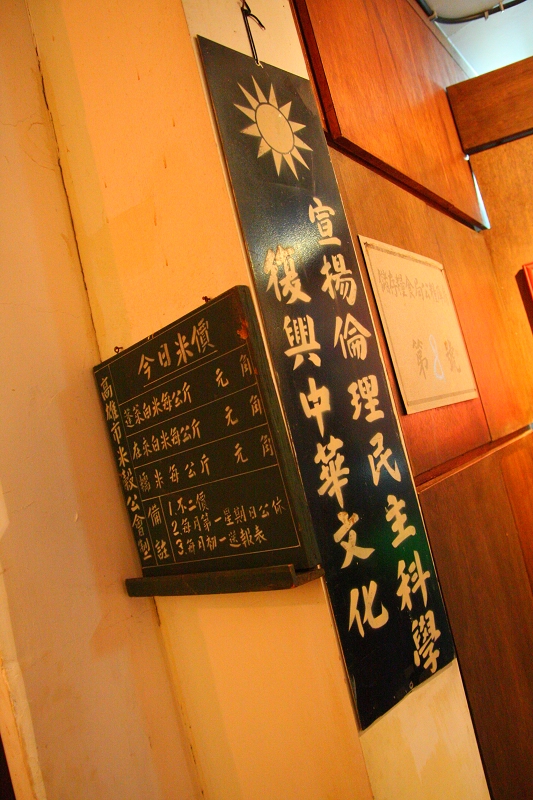 宣揚倫理民主科學
復興中華文化
今日米價
蓬萊白米每公斤 元 角
在來白米每公斤 元 角
糯米每公斤 元 角
備註
1.不二價
2.每月第一星期日公休
3.每月初一送報表
高雄市米穀公會製
第 號